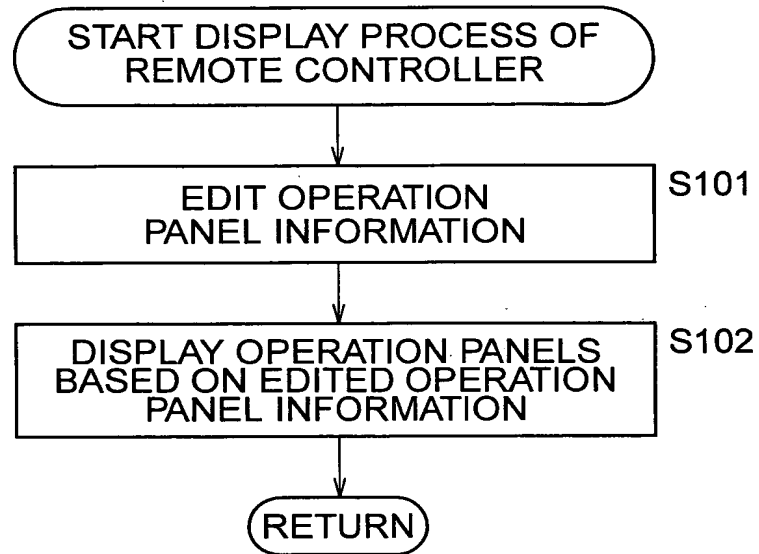 START DISPLAY PROCESS OF
REMOTE CONTROLLER
EDIT OPERATION
PANEL INFORMATION
S101
DISPLAY OPERATION PANELS
BASED ON EDITED OPERATION
PANEL INFORMATION
S102
RETURN